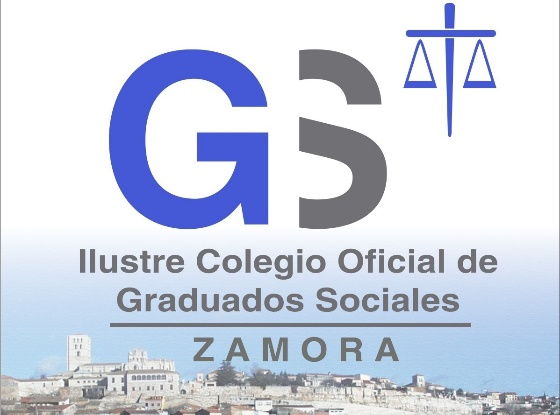 GS
Ilustre Colegio Oficial de
Graduados Sociales
ZAMORA